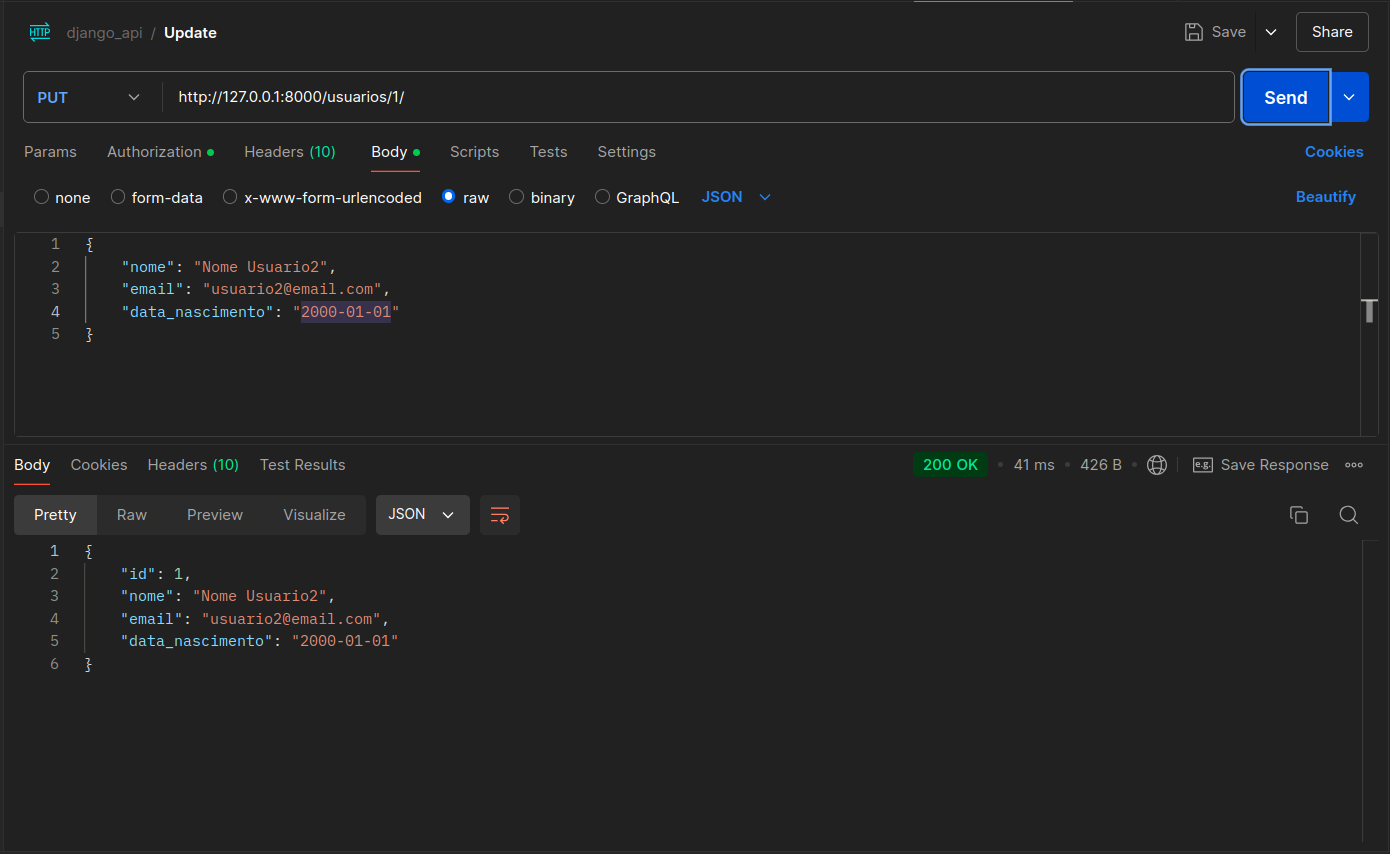 HTTP django_api / Update Save Share
PUT http://127.0.0.1:8000/usuarios/1/ Send
Params Authorization Headers (10) Body Scripts Tests Settings Cookies
none form-data x-www-form-urlencoded raw binary GraphQL JSON Beautify
1 {
2 "nome": "Nome Usuario2",
3 "email": "usuario2@email.com",
4 "data_nascimento": "2000-01-01"
5 }
Body Cookies Headers (10) Test Results 200 OK • 41 ms • 426 B • e.g. Save Response
Pretty Raw Preview Visualize JSON
1 {
2 "id": 1,
3 "nome": "Nome Usuario2",
4 "email": "usuario2@email.com",
5 "data_nascimento": "2000-01-01"
6 }